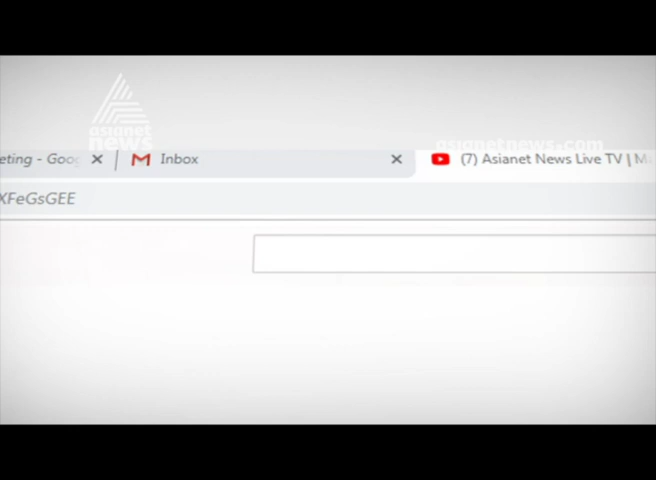 asianet
news
asianetnews.com
eting - Goog
Inbox
(7) Asianet News Live TV | M
XFeGsGEE